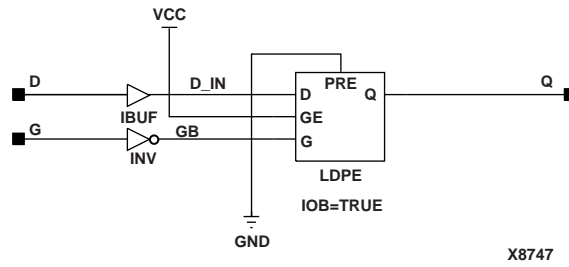 VCC
D
D_IN
PRE
Q
D
Q
IBUF
GE
G
GB
G
INV
LDPE
IOB=TRUE
GND
X8747